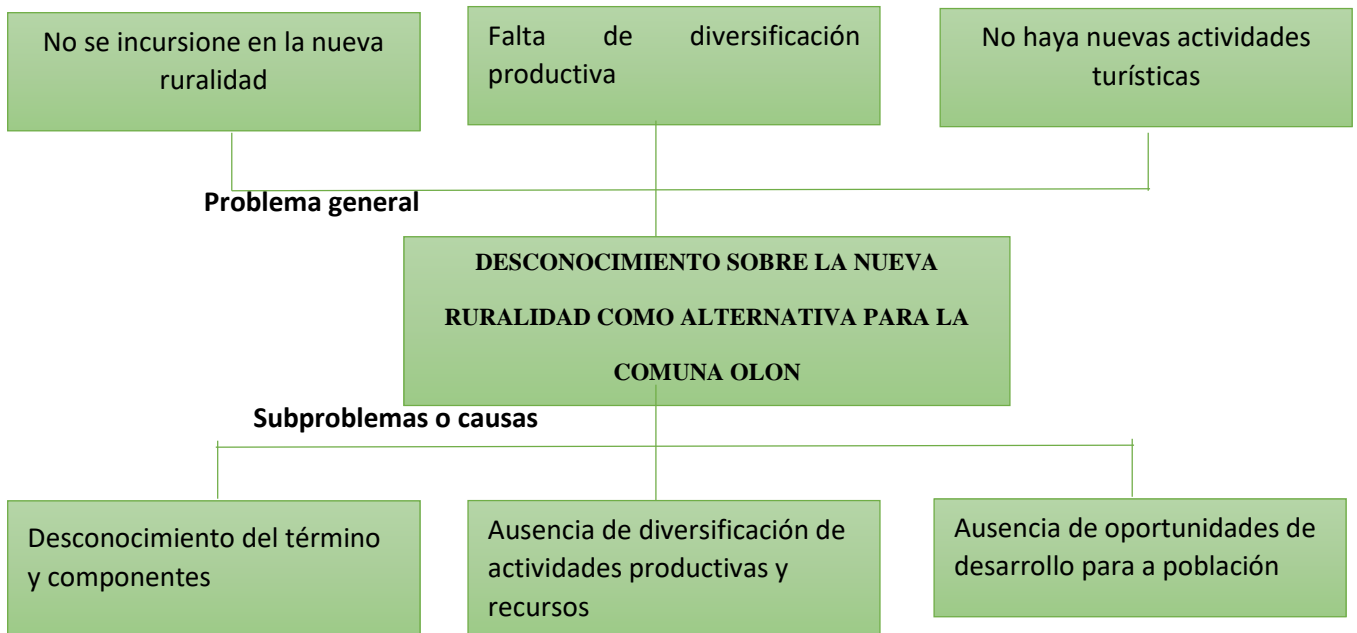 No se incursione en la nueva
ruralidad
Falta de diversificación
productiva
No haya nuevas actividades
turísticas
Problema general
DESCONOCIMIENTO SOBRE LA NUEVA
RURALIDAD COMO ALTERNATIVA PARA LA
COMUNA OLON
Subproblemas o causas
Desconocimiento del término
y componentes
Ausencia de diversificación de
actividades productivas y
recursos
Ausencia de oportunidades de
desarrollo para a población